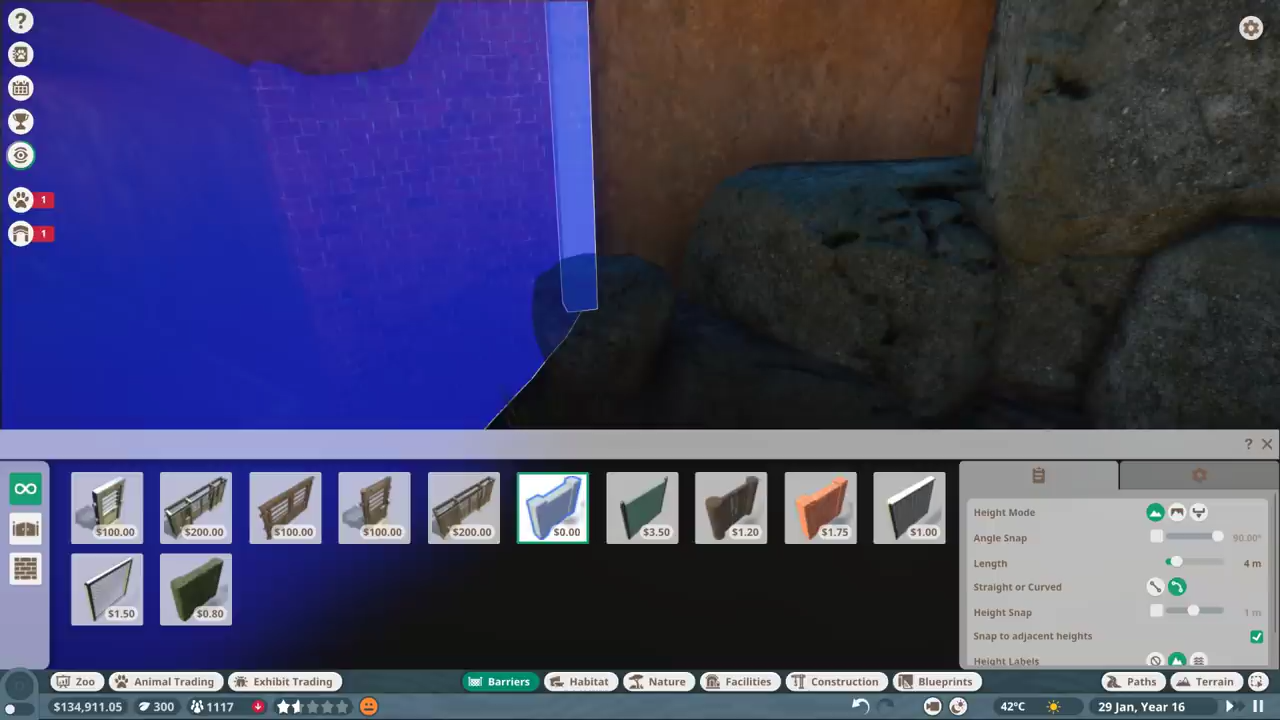 ?
1
1
?
$100.00 $200.00 $100.00 $100.00 $200.00 $0.00 $3.50 $1.20 $1.75 $1.00
$1.50 $0.80
Height Mode
Angle Snap 90.00°
Length 4 m
Straight or Curved
Height Snap 1 m
Snap to adjacent heights
Height Labels
Zoo Animal Trading Exhibit Trading Barriers Habitat Nature Facilities Construction Blueprints Paths Terrain
$134,911.05 300 1117 42°C 29 Jan, Year 16